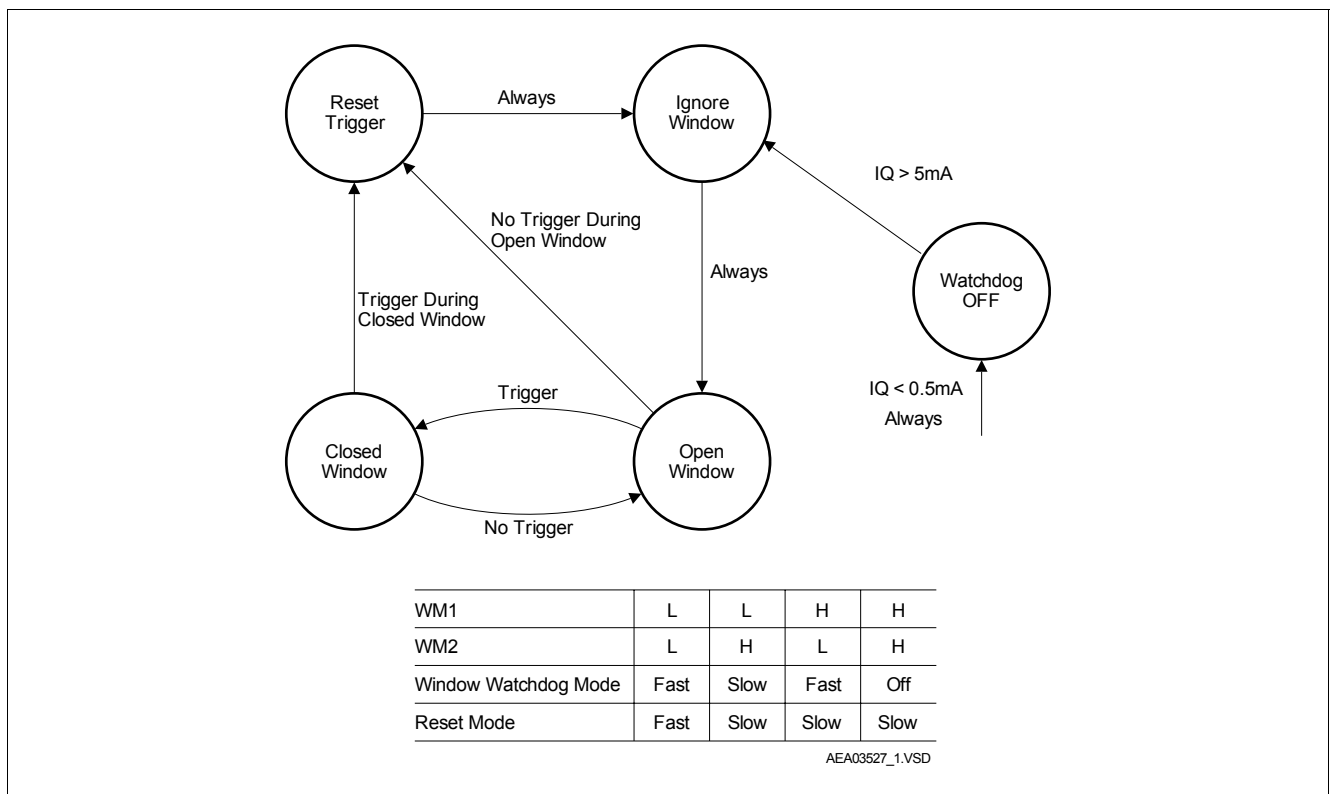 Reset
Trigger
Always
Ignore
Window
IQ > 5mA
No Trigger During
Open Window
Always
Watchdog
OFF
Trigger During
Closed Window
IQ < 0.5mA
Always
Trigger
Closed
Window
Open
Window
No Trigger
WM1 L L H H
WM2 L H L H
Window Watchdog Mode Fast Slow Fast Off
Reset Mode Fast Slow Slow Slow
AEA03527_1.VSD